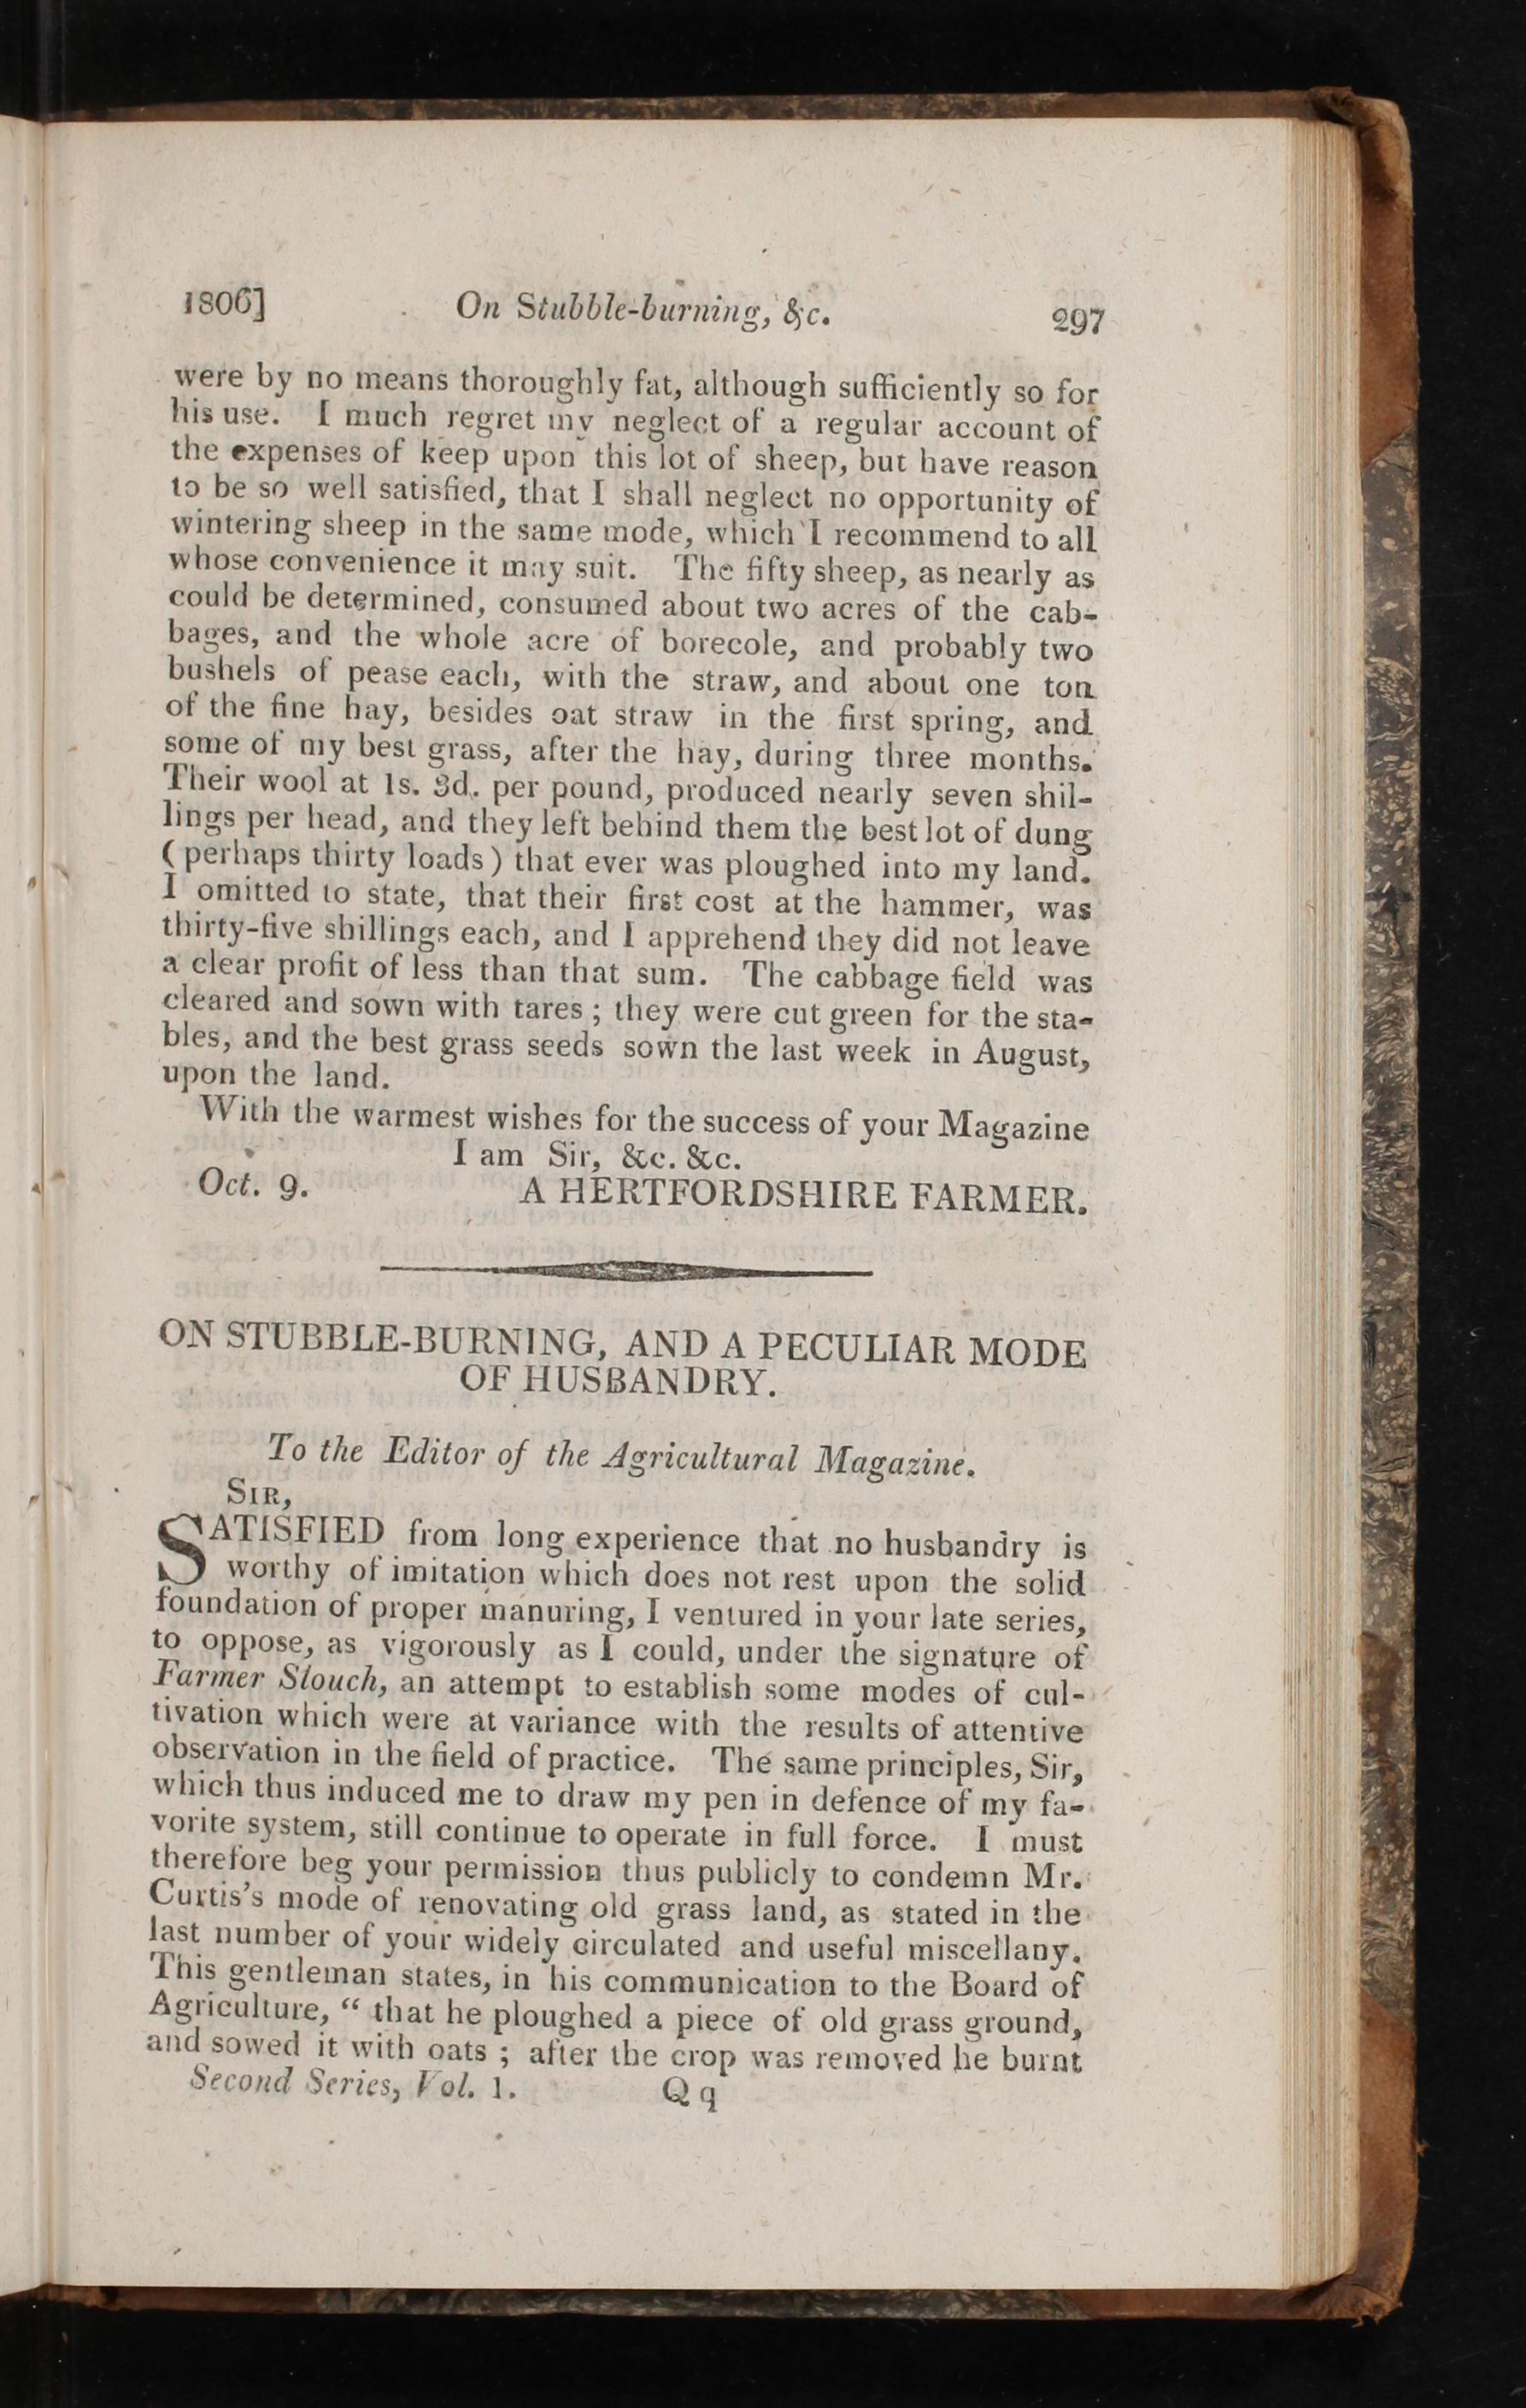 1806] On Stubble-burning, &c. 297
were by no means thoroughly fat, although sufficiently so for
his use. I much regret my neglect of a regular account of
the expenses of keep upon this lot of sheep, but have reason
to be so well satisfied, that I shall neglect no opportunity of
wintering sheep in the same mode, which I recommend to all
whose convenience it may suit. The fifty sheep, as nearly as
could be determined, consumed about two acres of the cab-
bages, and the whole acre of borecole, and probably two
bushels of pease each, with the straw, and about one ton
of the fine hay, besides oat straw in the first spring, and
some of my best grass, after the hay, during three months.
Their wool at 1s. 3d. per pound, produced nearly seven shil-
lings per head, and they left behind them the best lot of dung
(perhaps thirty loads) that ever was ploughed into my land.
I omitted to state, that their first cost at the hammer, was
thirty-five shillings each, and I apprehend they did not leave
a clear profit of less than that sum. The cabbage field was
cleared and sown with tares; they were cut green for the sta-
bles, and the best grass seeds sown the last week in August,
upon the land.
With the warmest wishes for the success of your Magazine
I am Sir, &c. &c.
Oct. 9. A HERTFORDSHIRE FARMER.
ON STUBBLE-BURNING, AND A PECULIAR MODE
OF HUSBANDRY.
To the Editor of the Agricultural Magazine.
SIR,
SATISFIED from long experience that no husbandry is
worthy of imitation which does not rest upon the solid
foundation of proper manuring, I ventured in your late series,
to oppose, as vigorously as I could, under the signature of
Farmer Slouch, an attempt to establish some modes of cul-
tivation which were at variance with the results of attentive
observation in the field of practice. The same principles, Sir,
which thus induced me to draw my pen in defence of my fa-
vorite system, still continue to operate in full force. I must
therefore beg your permission thus publicly to condemn Mr.
Curtis's mode of renovating old grass land, as stated in the
last number of your widely circulated and useful miscellany.
This gentleman states, in his communication to the Board of
Agriculture, “ that he ploughed a piece of old grass ground,
and sowed it with oats ; after the crop was removed he burnt
Second Series, Vol. 1. Q q